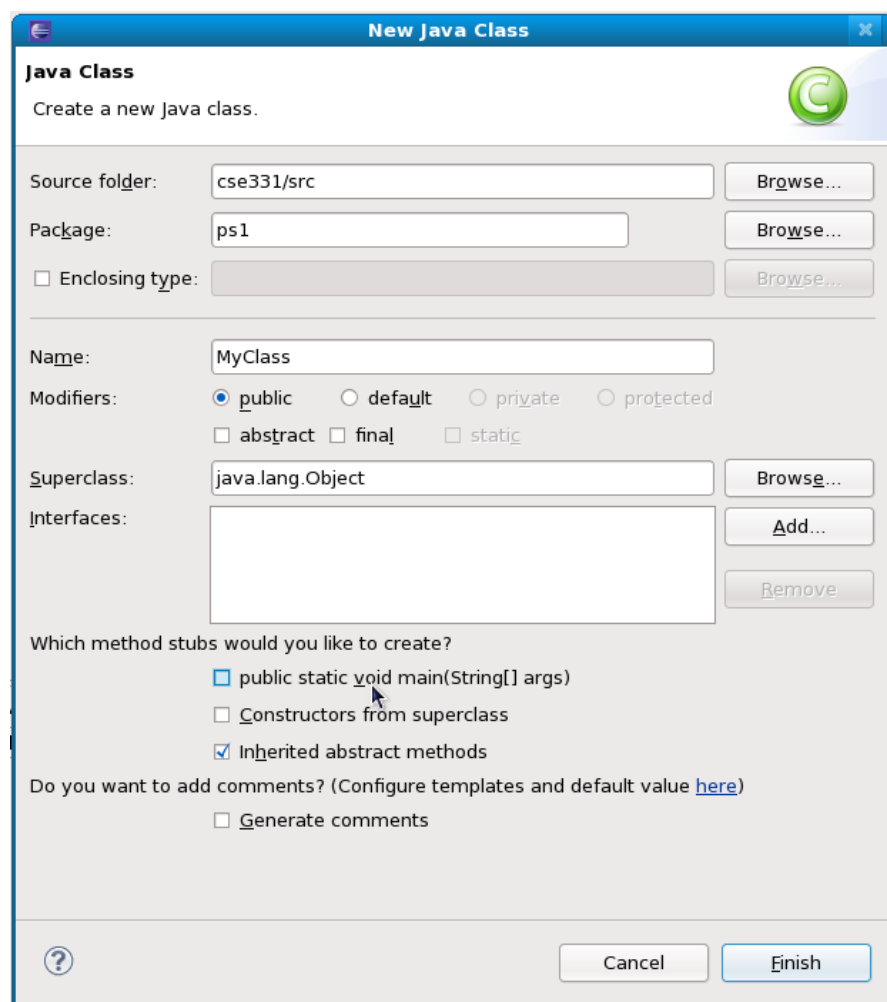 New Java Class
Java Class
Create a new Java class.
Source folder: cse331/src Browse...
Package: ps1 Browse...
Enclosing type: Browse...
Name: MyClass
Modifiers: public default private protected
abstract final static
Superclass: java.lang.Object Browse...
Interfaces: Add...
Remove
Which method stubs would you like to create?
public static void main(String[] args)
Constructors from superclass
Inherited abstract methods
Do you want to add comments? (Configure templates and default value here)
Generate comments
? Cancel Finish